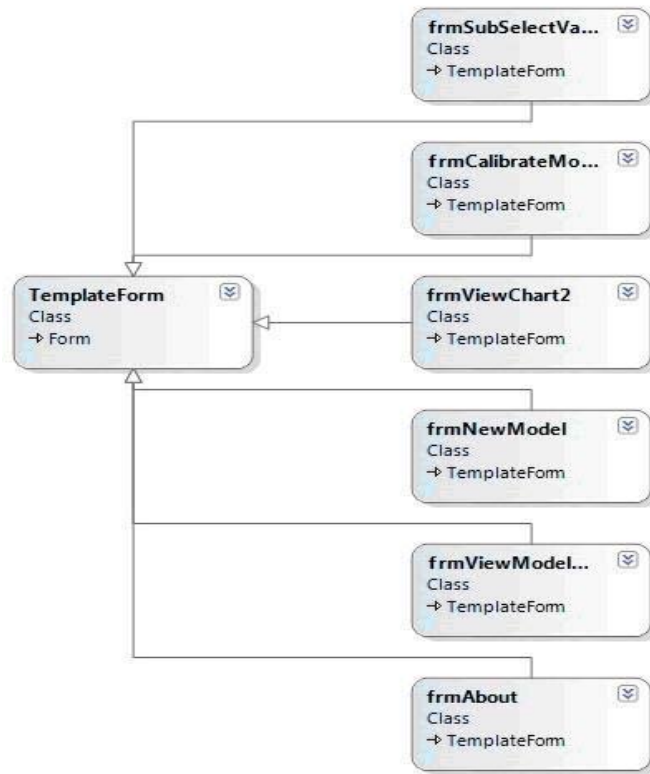 frmSubSelectVa...
Class
TemplateForm
frmCalibrateMo...
Class
TemplateForm
TemplateForm
Class
Form
frmViewChart2
Class
TemplateForm
frmNewModel
Class
TemplateForm
frmViewModel...
Class
TemplateForm
frmAbout
Class
TemplateForm